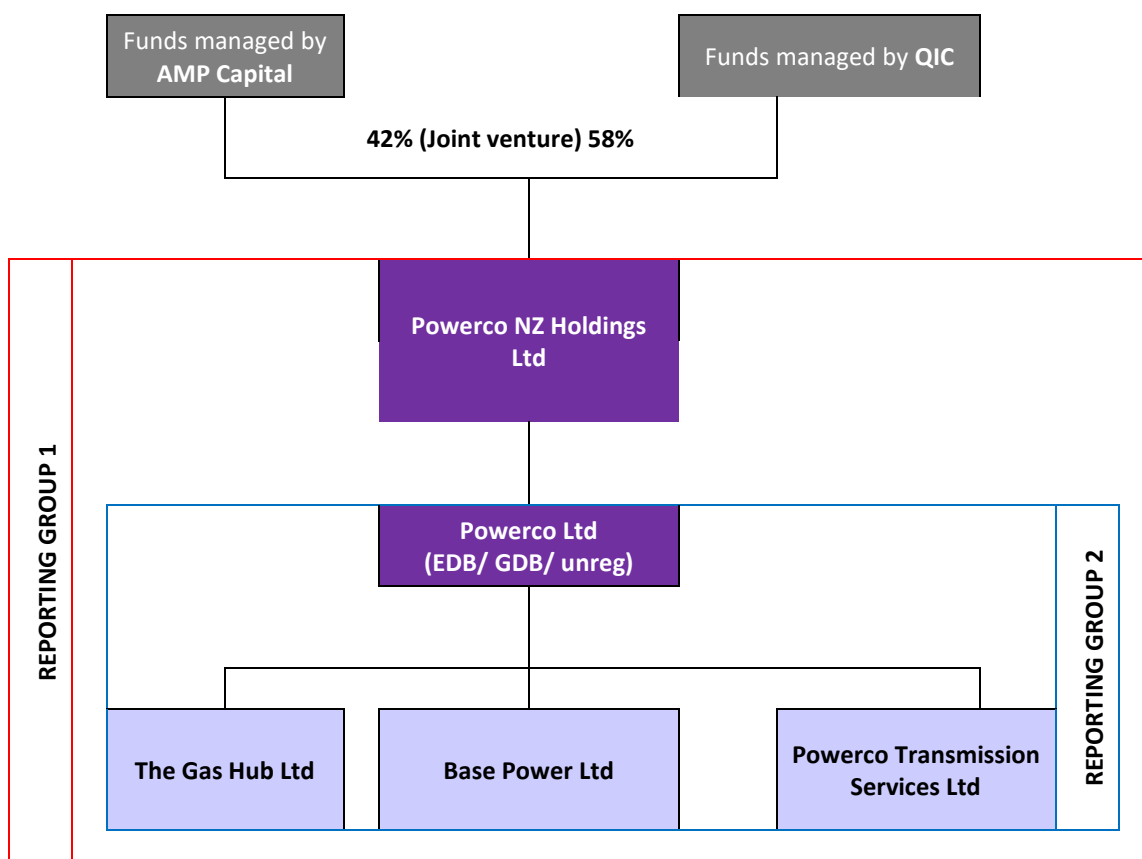 Funds managed by
AMP Capital
Funds managed by QIC
42% (Joint venture) 58%
Powerco NZ Holdings
Ltd
REPORTING GROUP 1
Powerco Ltd
(EDB/ GDB/ unreg)
REPORTING GROUP 2
The Gas Hub Ltd
Base Power Ltd
Powerco Transmission
Services Ltd